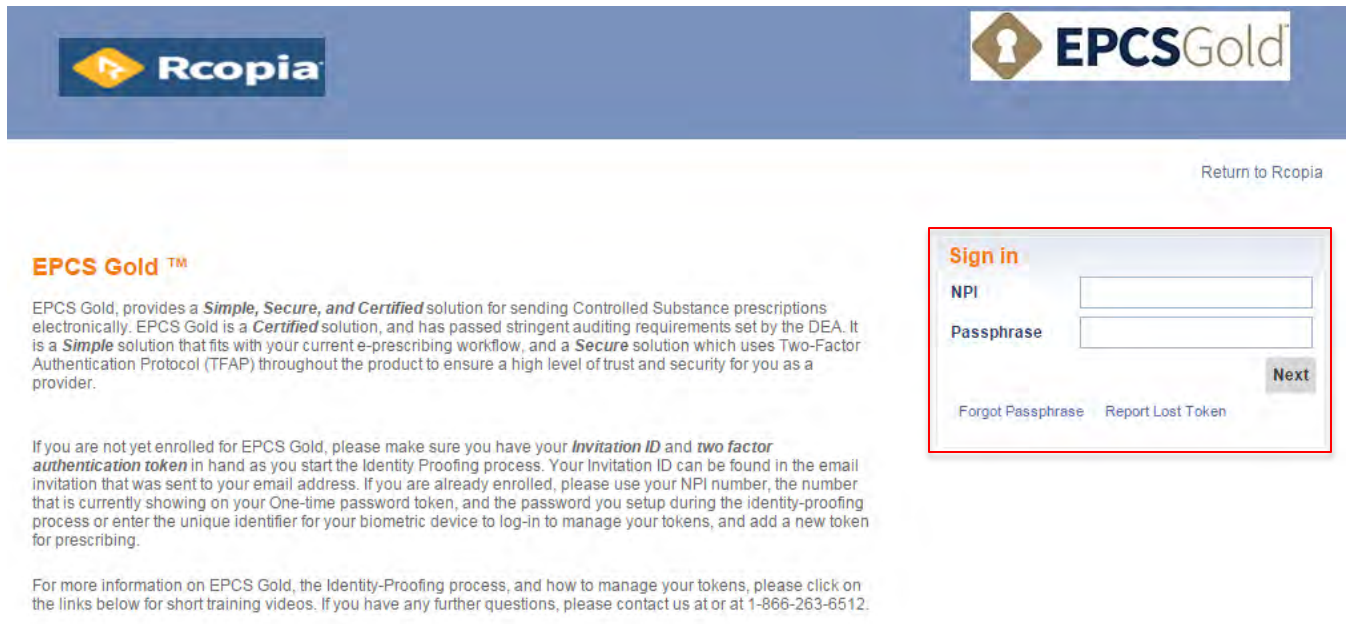 Rcopia
EPCSGold™
Return to Rcopia
EPCS Gold ™
EPCS Gold, provides a Simple, Secure, and Certified solution for sending Controlled Substance prescriptions
electronically. EPCS Gold is a Certified solution, and has passed stringent auditing requirements set by the DEA. It
is a Simple solution that fits with your current e-prescribing workflow, and a Secure solution which uses Two-Factor
Authentication Protocol (TFAP) throughout the product to ensure a high level of trust and security for you as a
provider.
If you are not yet enrolled for EPCS Gold, please make sure you have your Invitation ID and two factor
authentication token in hand as you start the Identity Proofing process. Your Invitation ID can be found in the email
invitation that was sent to your email address. If you are already enrolled, please use your NPI number, the number
that is currently showing on your One-time password token, and the password you setup during the identity-proofing
process or enter the unique identifier for your biometric device to log-in to manage your tokens, and add a new token
for prescribing.
For more information on EPCS Gold, the Identity-Proofing process, and how to manage your tokens, please click on
the links below for short training videos. If you have any further questions, please contact us at or at 1-866-263-6512.
Sign in
NPI
Passphrase
Next
Forgot Passphrase Report Lost Token